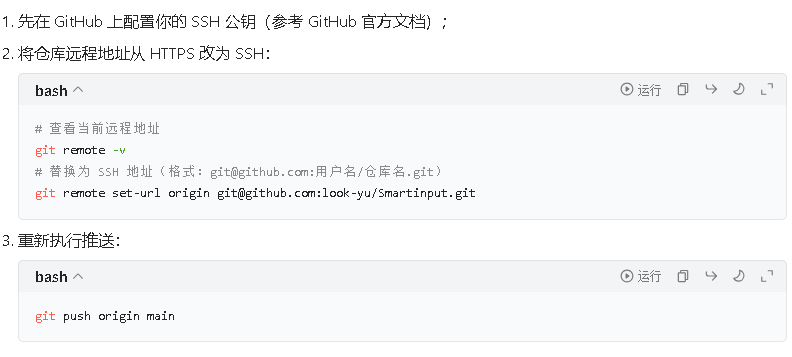 1. 先在 GitHub 上配置你的 SSH 公钥（参考 GitHub 官方文档）；
2. 将仓库远程地址从 HTTPS 改为 SSH：
bash 运行
# 查看当前远程地址
git remote -v
# 替换为 SSH 地址（格式：git@github.com:用户名/仓库名.git）
git remote set-url origin git@github.com:look-yu/Smartinput.git
3. 重新执行推送：
bash 运行
git push origin main